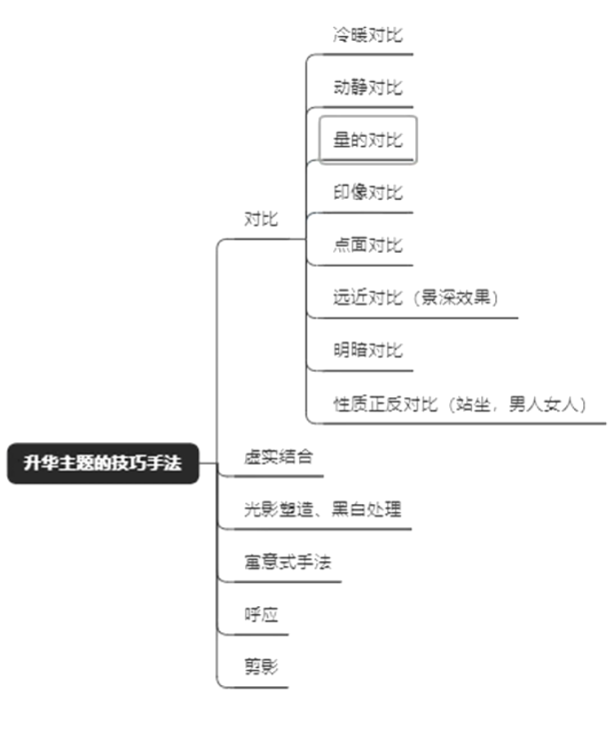 冷暖对比
动静对比
量的对比
印像对比
对比
点面对比
远近对比（景深效果）
明暗对比
性质正反对比（站坐，男人女人）
升华主题的技巧手法
虚实结合
光影塑造、黑白处理
寓意式手法
呼应
剪影